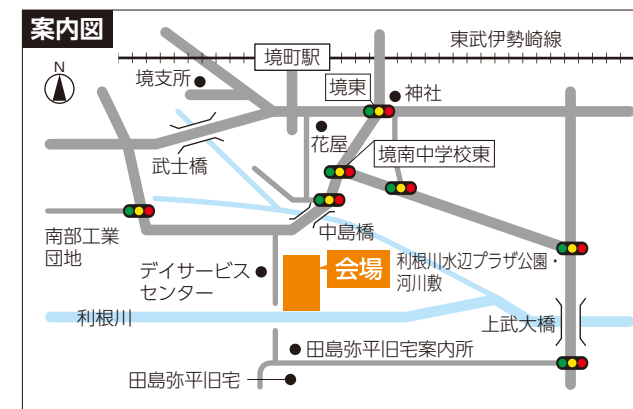 案内図
東武伊勢崎線
境町駅
N
境支所
境東
神社
花屋
境南中学校東
武士橋
中島橋
南部工業
団地
デイサービス
センター
会場
利根川水辺プラザ公園・
河川敷
利根川
上武大橋
田島弥平旧宅案内所
田島弥平旧宅